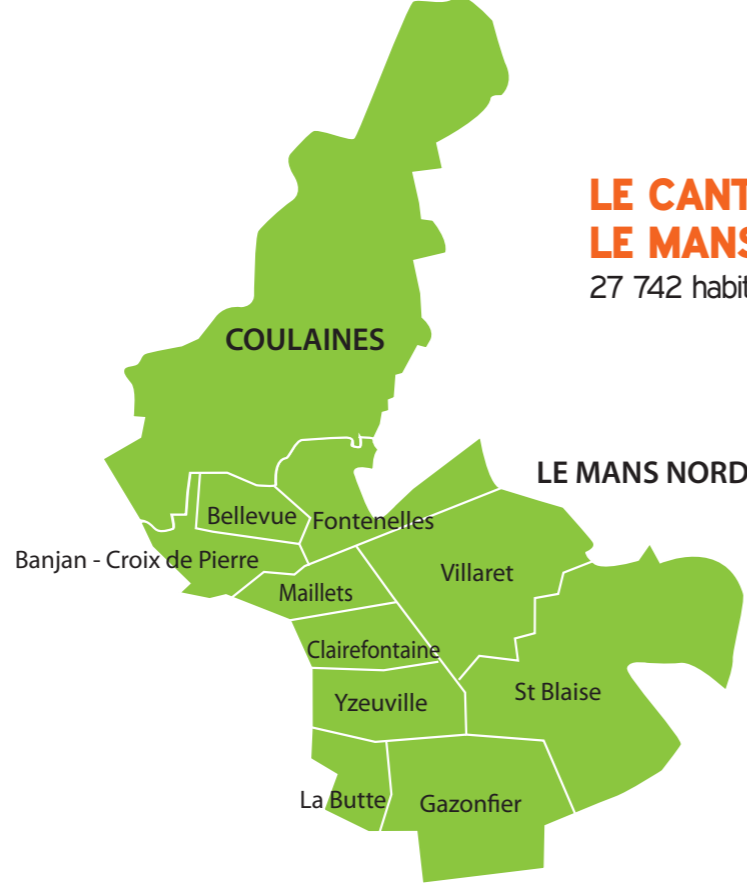 LE CANT
LE MANS
27 742 habit
COULAINES
LE MANS NORD
Bellevue
Fontenelles
Banjan - Croix de Pierre
Villaret
Maillets
Clairefontaine
St Blaise
Yzeuville
La Butte
Gazonfier